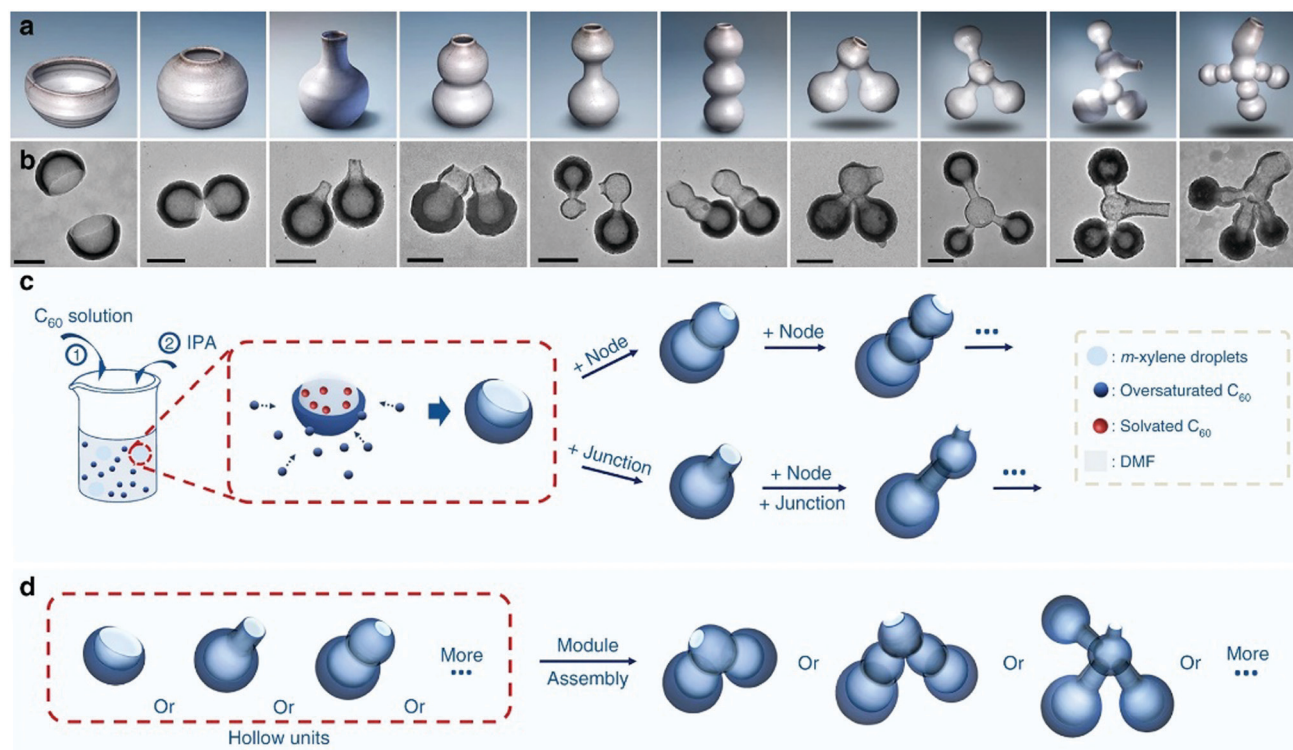 a
b
c
C60 solution
① ② IPA
+ Node
+ Node
...
+ Junction
+ Node
+ Junction
...
: m-xylene droplets
: Oversaturated C60
: Solvated C60
: DMF
d
More
...
Or Or Or
Hollow units
Module
Assembly
Or Or Or More
...